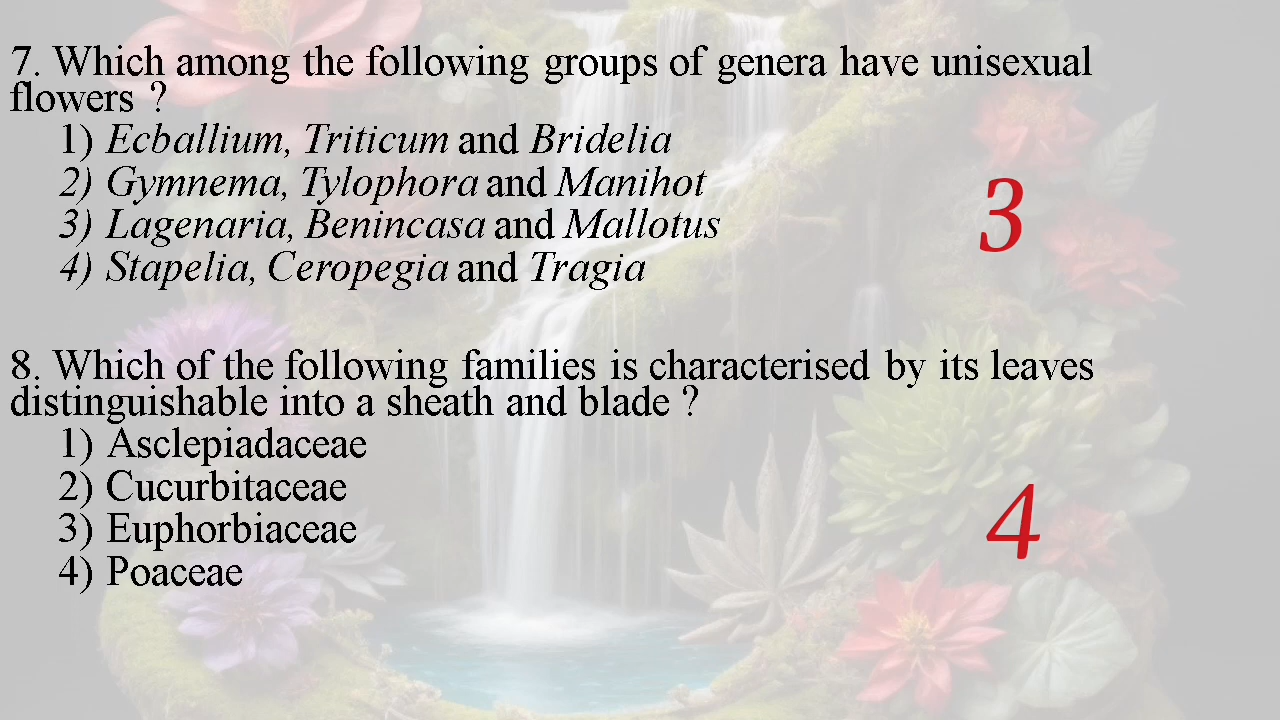 7. Which among the following groups of genera have unisexual
flowers ?
1) Ecballium, Triticum and Bridelia
2) Gymnema, Tylophora and Manihot
3) Lagenaria, Benincasa and Mallotus
3
4) Stapelia, Ceropegia and Tragia
8. Which of the following families is characterised by its leaves
distinguishable into a sheath and blade ?
1) Asclepiadaceae
2) Cucurbitaceae
3) Euphorbiaceae
4
4) Poaceae